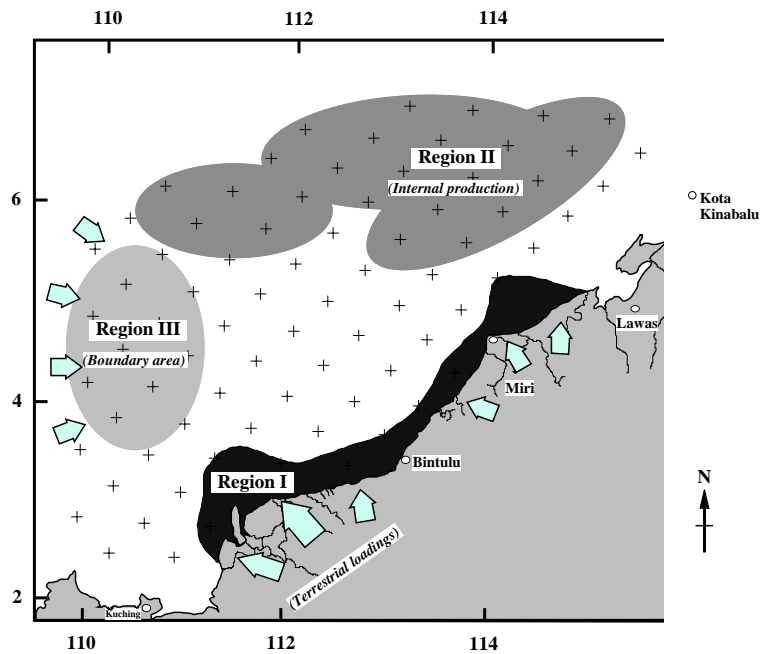 110 112 114
Region II
(Internal production)
6
Kota
Kinabalu
Region III
(Boundary area)
Lawas
Miri
4
Bintulu
Region I
N
(Terrestrial loadings)
2
Kuching
110 112 114